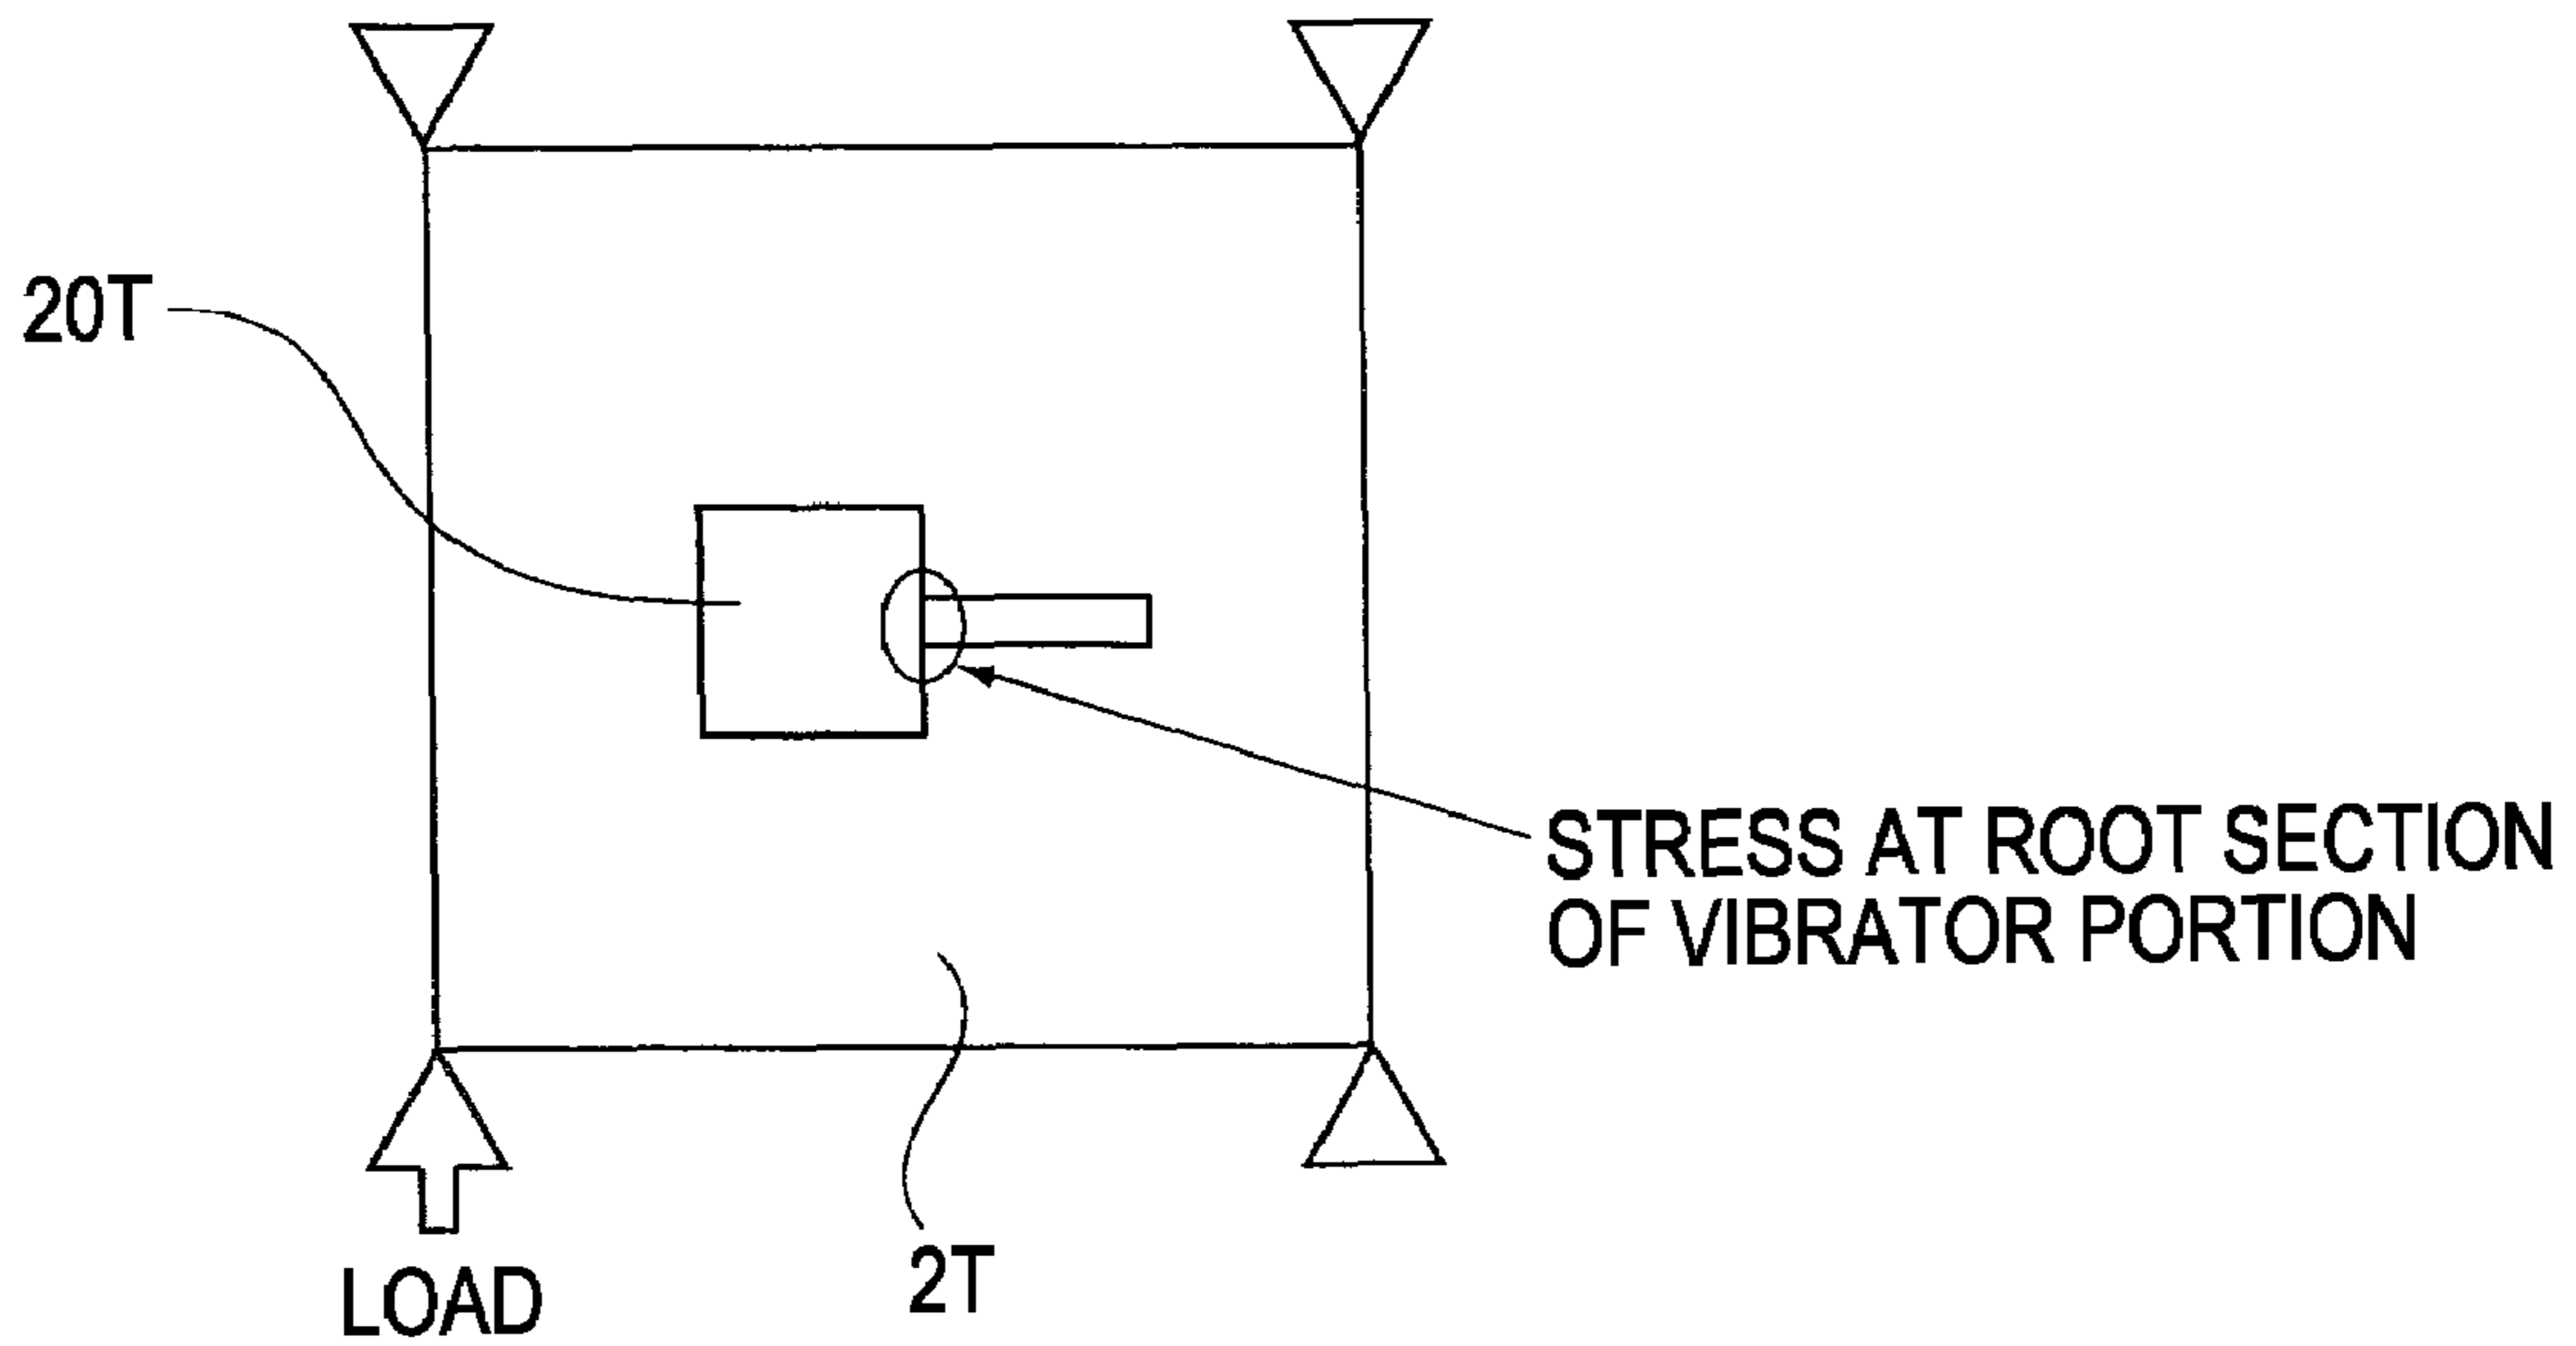 20T
STRESS AT ROOT SECTION
OF VIBRATOR PORTION
2T
LOAD